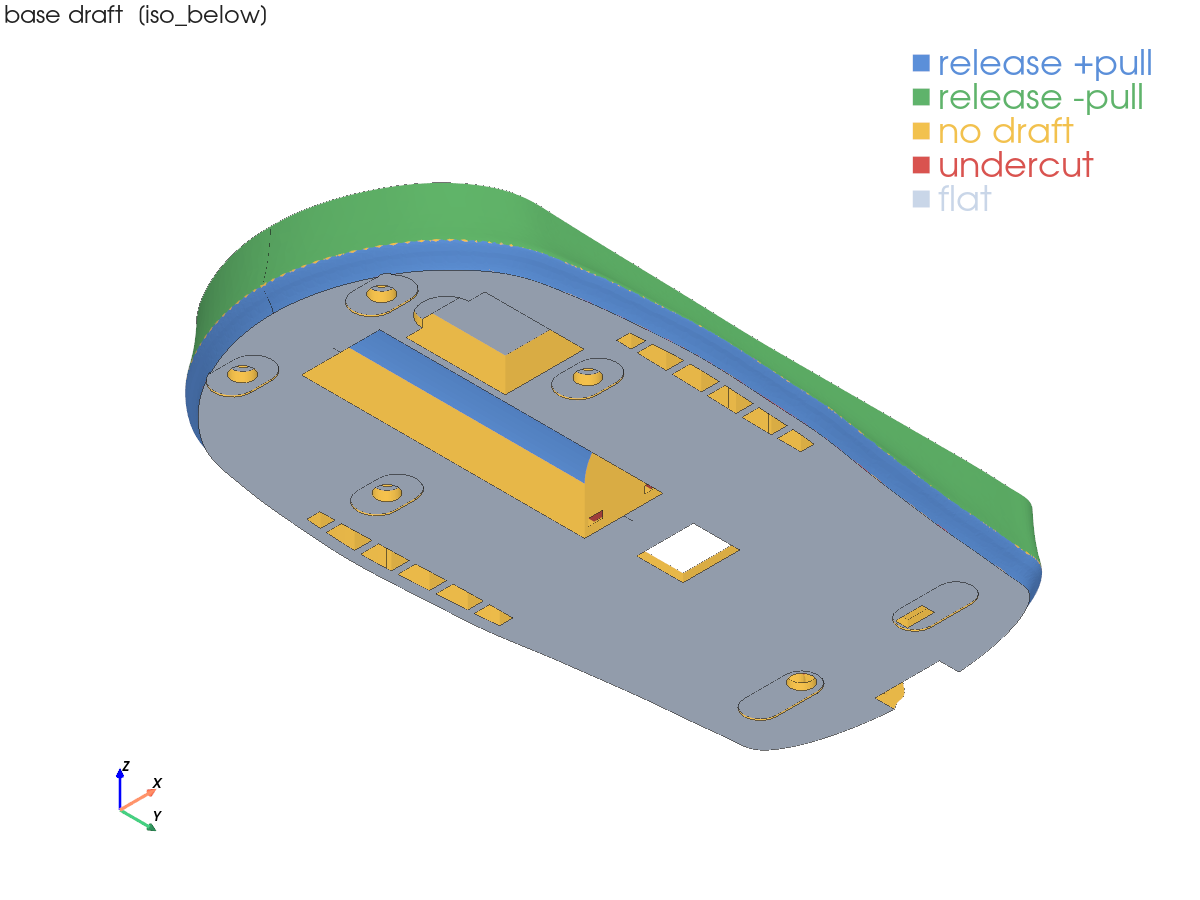 base draft (iso_below)
release +pull
release -pull
no draft
undercut
flat
Z
X
Y